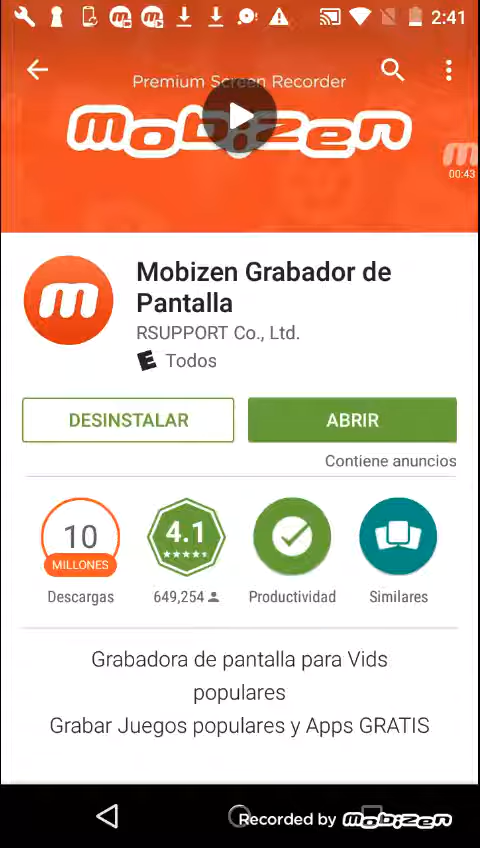 2:41
Premium Screen Recorder
mobizen
m
00:43
m
Mobizen Grabador de
Pantalla
RSUPPORT Co., Ltd.
E Todos
DESINSTALAR
ABRIR
Contiene anuncios
10
MILLONES
4.1
Descargas
649,254
Productividad
Similares
Grabadora de pantalla para Vids
populares
Grabar Juegos populares y Apps GRATIS
Recorded by mobizen